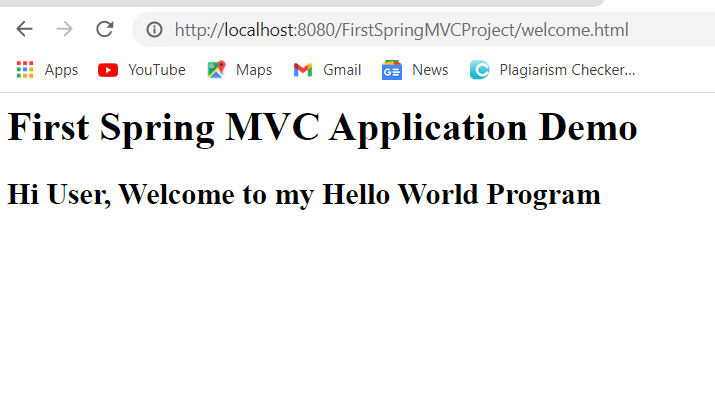 http://localhost:8080/FirstSpringMVCProject/welcome.html
Apps YouTube Maps Gmail GE News C Plagiarism Checker...
First Spring MVC Application Demo
Hi User, Welcome to my Hello World Program